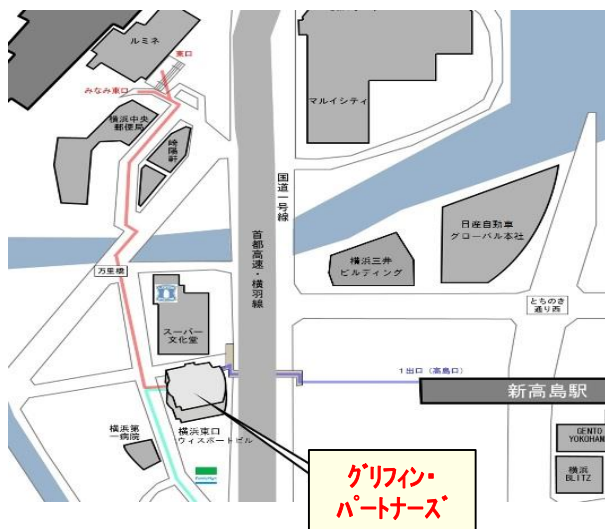 ルミネ
東口
みなみ東口
横浜中央
郵便局
崎陽軒
マルイシティ
国道一号線
首都高速・横羽線
日産自動車
グローバル本社
横浜三井
ビルディング
万里橋
とちのき
通り西
スーパー
文化堂
1出口（高島口）
新高島駅
横浜第
一病院
横浜東口
ウィスポートビル
GENTO
YOKOHAM
横浜
BLITZ
グリフィン・
パートナーズ